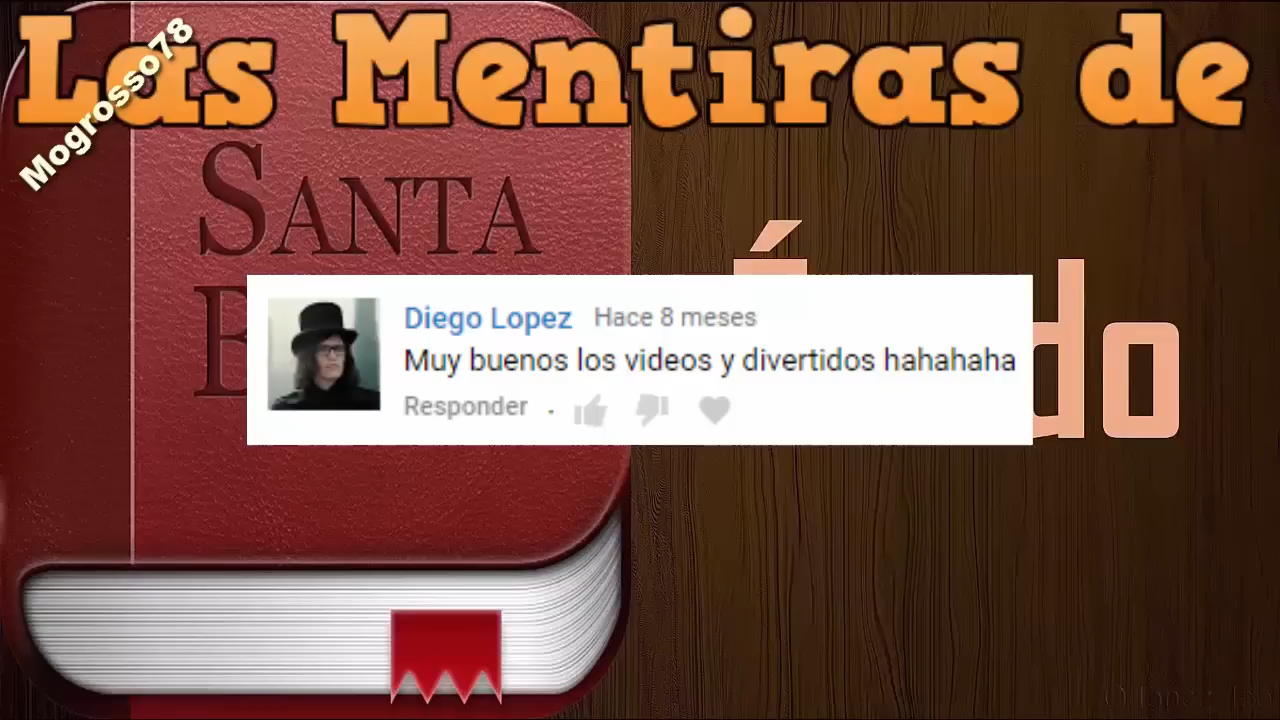 Las Mentiras de
Mogrosso78
SANTA
Diego Lopez Hace 8 meses
Muy buenos los videos y divertidos hahahaha
Responder .